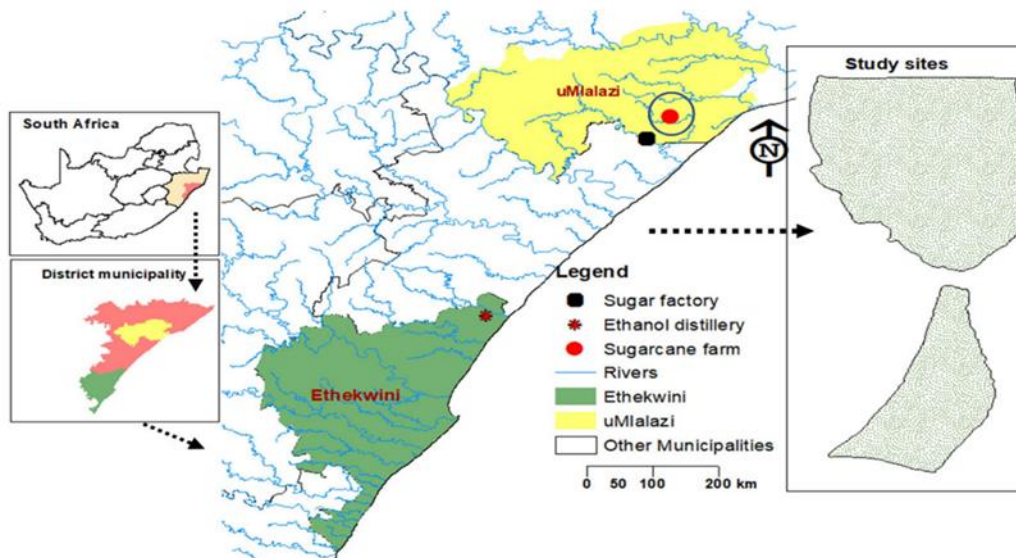 South Africa
District municipality
uMlalazi
Ethekwini
N
Legend
Sugar factory
Ethanol distillery
Sugarcane farm
Rivers
Ethekwini
uMlalazi
Other Municipalities
0 50 100 200 km
Study sites